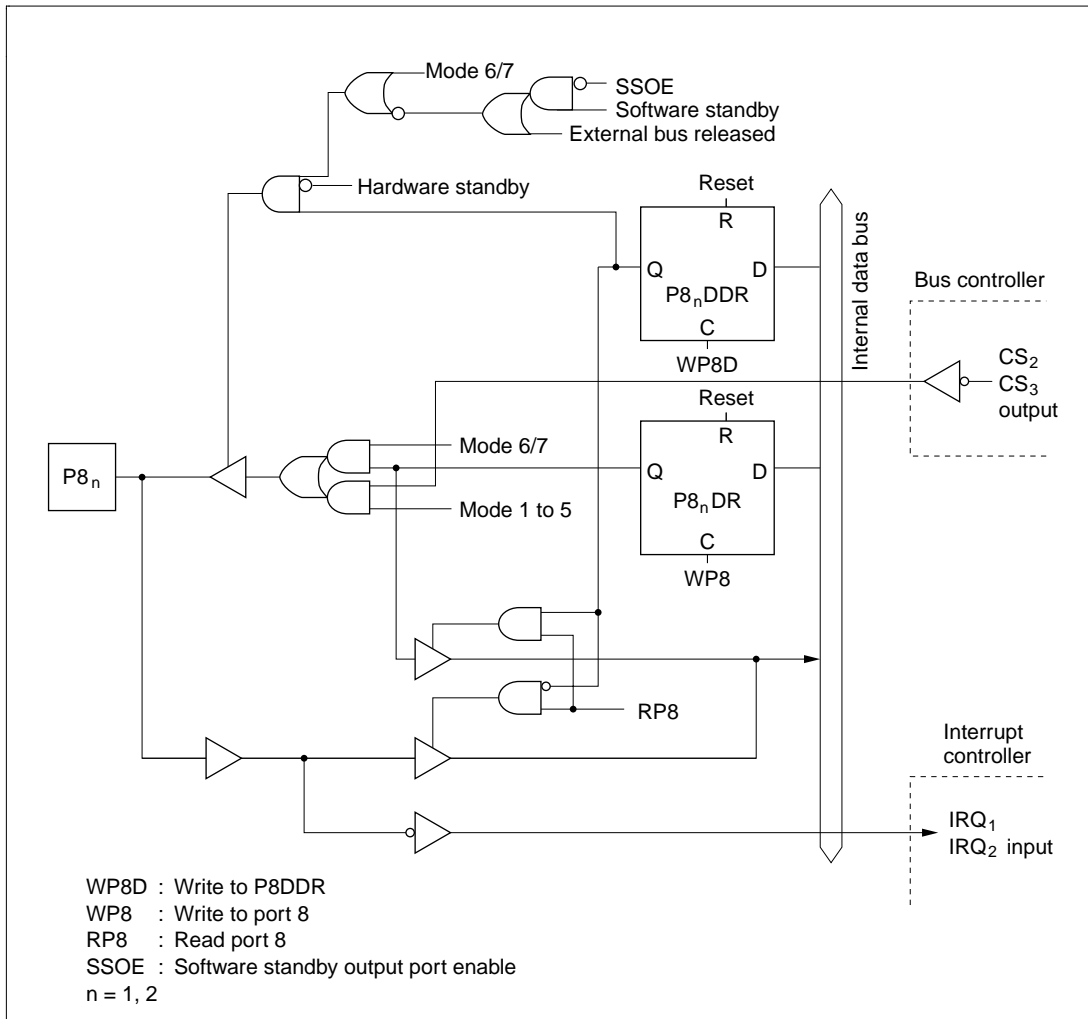 Mode 6/7
SSOE
Software standby
External bus released
Hardware standby
Reset
R
Q D
P8nDDR
C
WP8D
Internal data bus
Bus controller
CS2
CS3
output
Reset
R
Q D
P8nDR
C
WP8
Mode 6/7
Mode 1 to 5
P8n
RP8
Interrupt
controller
IRQ1
IRQ2 input
WP8D : Write to P8DDR
WP8 : Write to port 8
RP8 : Read port 8
SSOE : Software standby output port enable
n = 1, 2